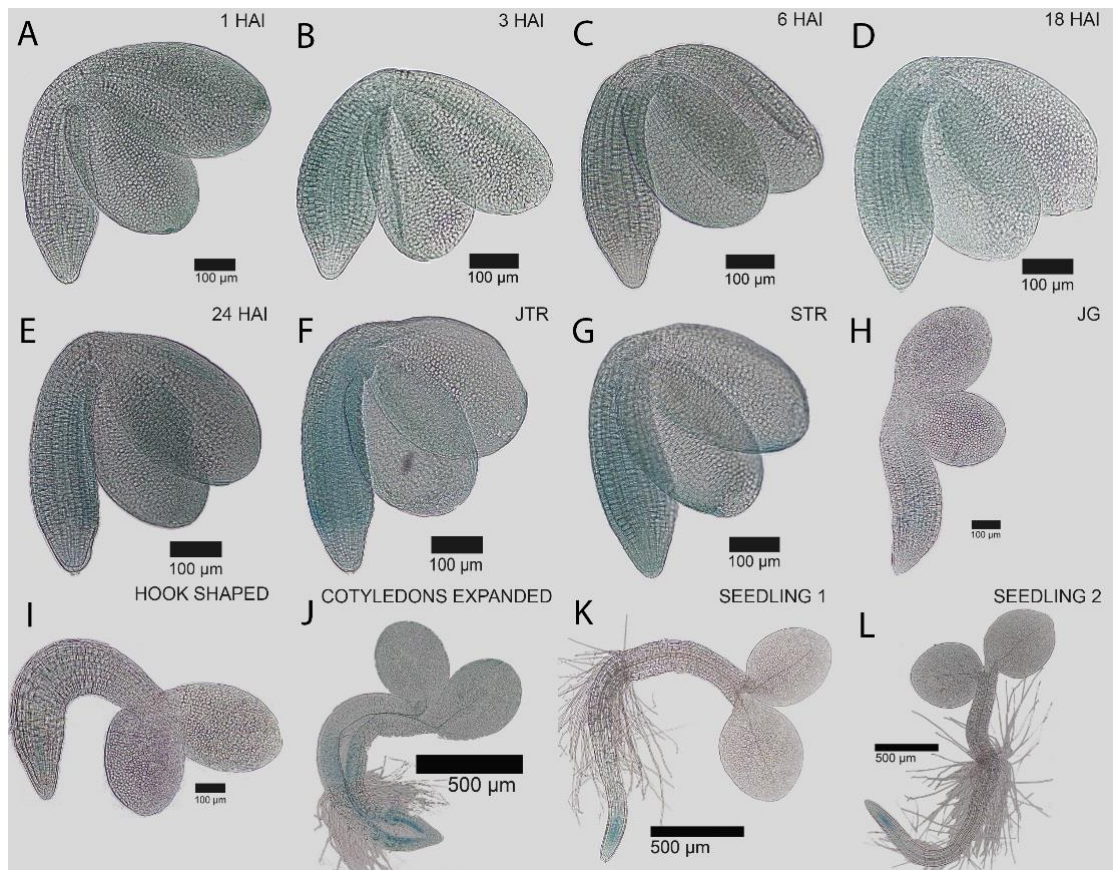 A 1 HAI
B 3 HAI
C 6 HAI
D 18 HAI
100 µm
100 µm
100 µm
100 µm
E 24 HAI
F JTR
G STR
H JG
100 µm
100 µm
100 µm
100 µm
I HOOK SHAPED
J COTYLEDONS EXPANDED
K SEEDLING 1
L SEEDLING 2
100 µm
500 µm
500 µm
500 µm